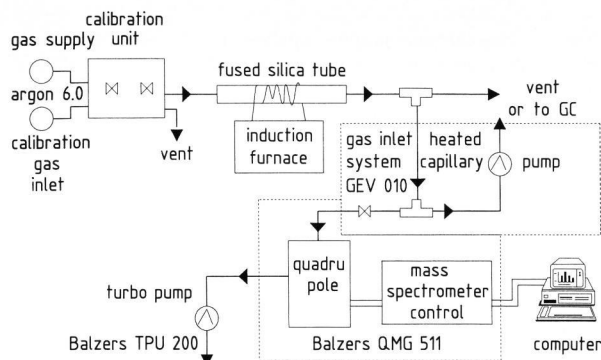 calibration
gas supply unit
argon 6.0
calibration
gas
inlet
vent
fused silica tube
induction
furnace
vent
or to GC
gas inlet
system
GEV 010
heated
capillary
pump
quadru
pole
mass
spectrometer
control
turbo pump
Balzers TPU 200
Balzers QMG 511
computer